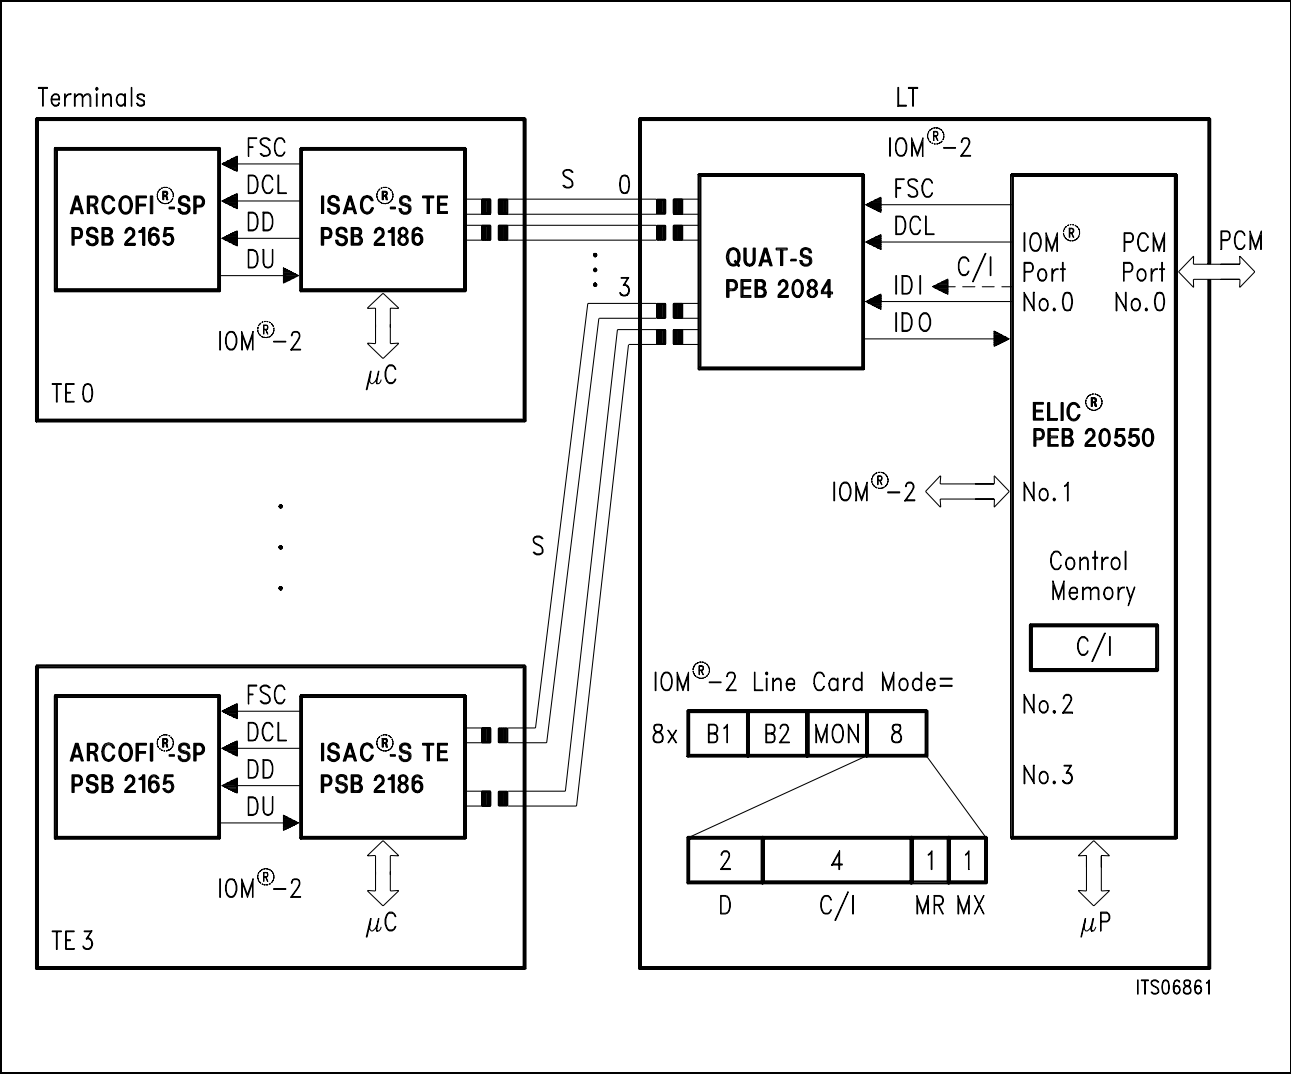 Terminals
LT
FSC
DCL
DD
DU
ARCOFI®-SP
PSB 2165
ISAC®-S TE
PSB 2186
IOM®-2
µC
TE 0
S
0
3
IOM®-2
QUAT-S
PEB 2084
FSC
DCL
C/I
IDI
IDO
IOM®
Port
No.0
PCM
Port
No.0
PCM
ELIC®
PEB 20550
IOM®-2
No.1
Control
Memory
C/I
No.2
No.3
µP
S
FSC
DCL
DD
DU
ARCOFI®-SP
PSB 2165
ISAC®-S TE
PSB 2186
IOM®-2
µC
TE 3
IOM®-2 Line Card Mode=
8x B1 B2 MON 8
2 4 1 1
D C/I MR MX
ITS06861